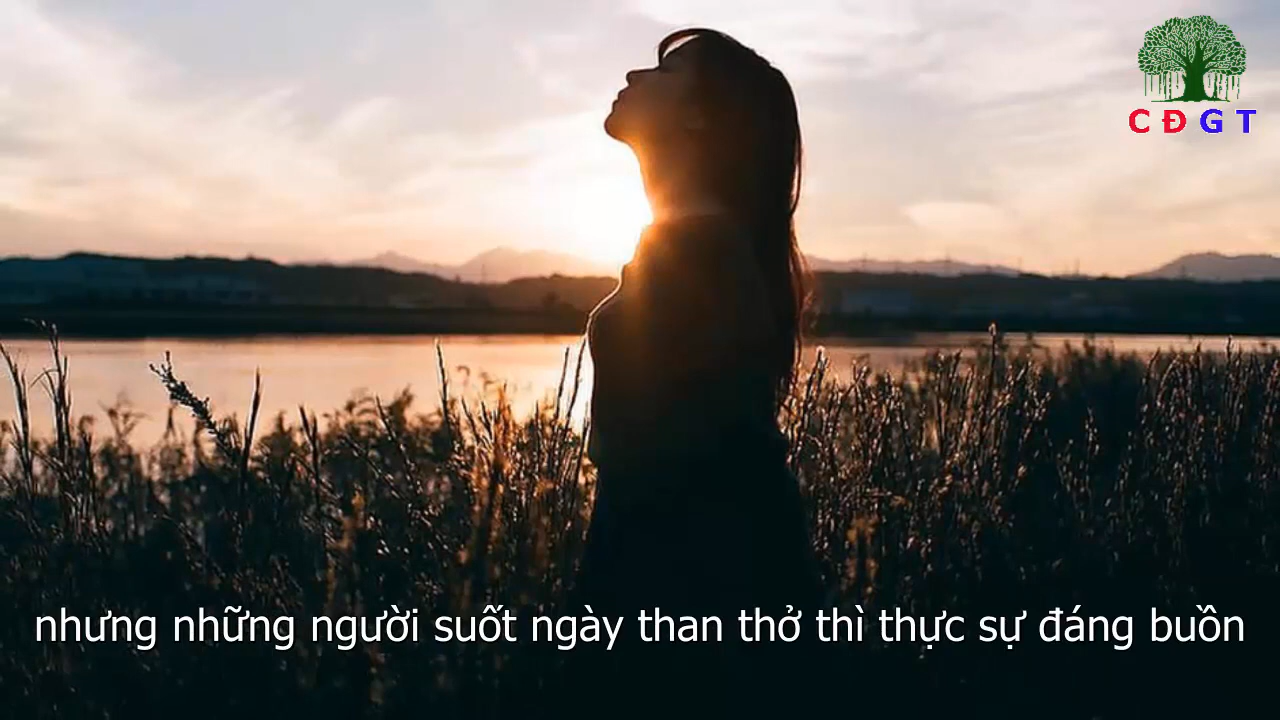 C Đ G T
nhưng những người suốt ngày than thở thì thực sự đáng buồn